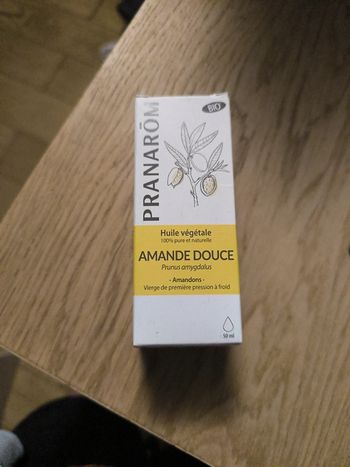 PRANARŌM
BIO
Huile végétale
100% pure et naturelle
AMANDE DOUCE
Prunus amygdalus
- Amandons -
Vierge de première pression à froid
50 ml